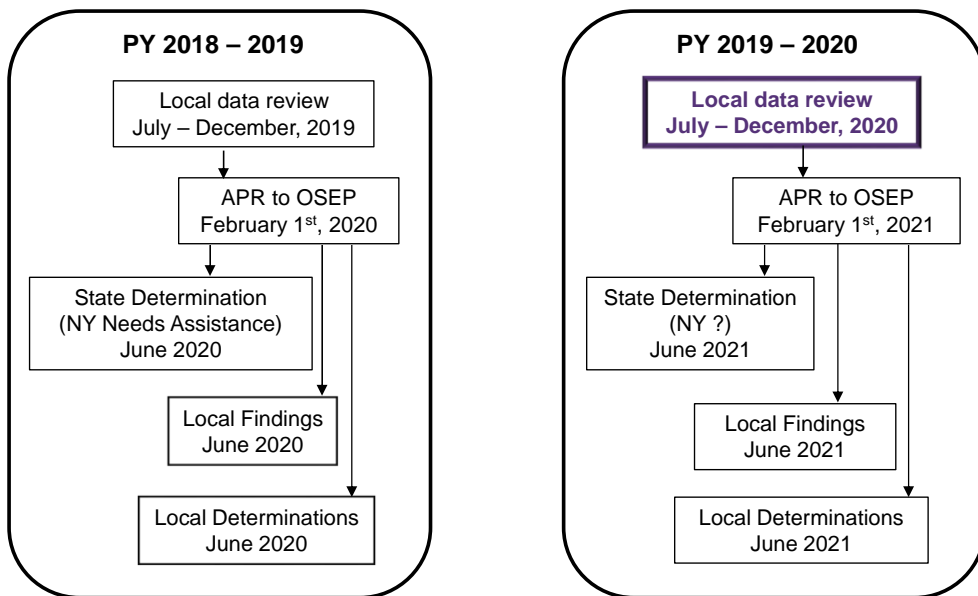 PY 2018 – 2019
Local data review
July – December, 2019
APR to OSEP
February 1st, 2020
State Determination
(NY Needs Assistance)
June 2020
Local Findings
June 2020
Local Determinations
June 2020
PY 2019 – 2020
Local data review
July – December, 2020
APR to OSEP
February 1st, 2021
State Determination
(NY ?)
June 2021
Local Findings
June 2021
Local Determinations
June 2021